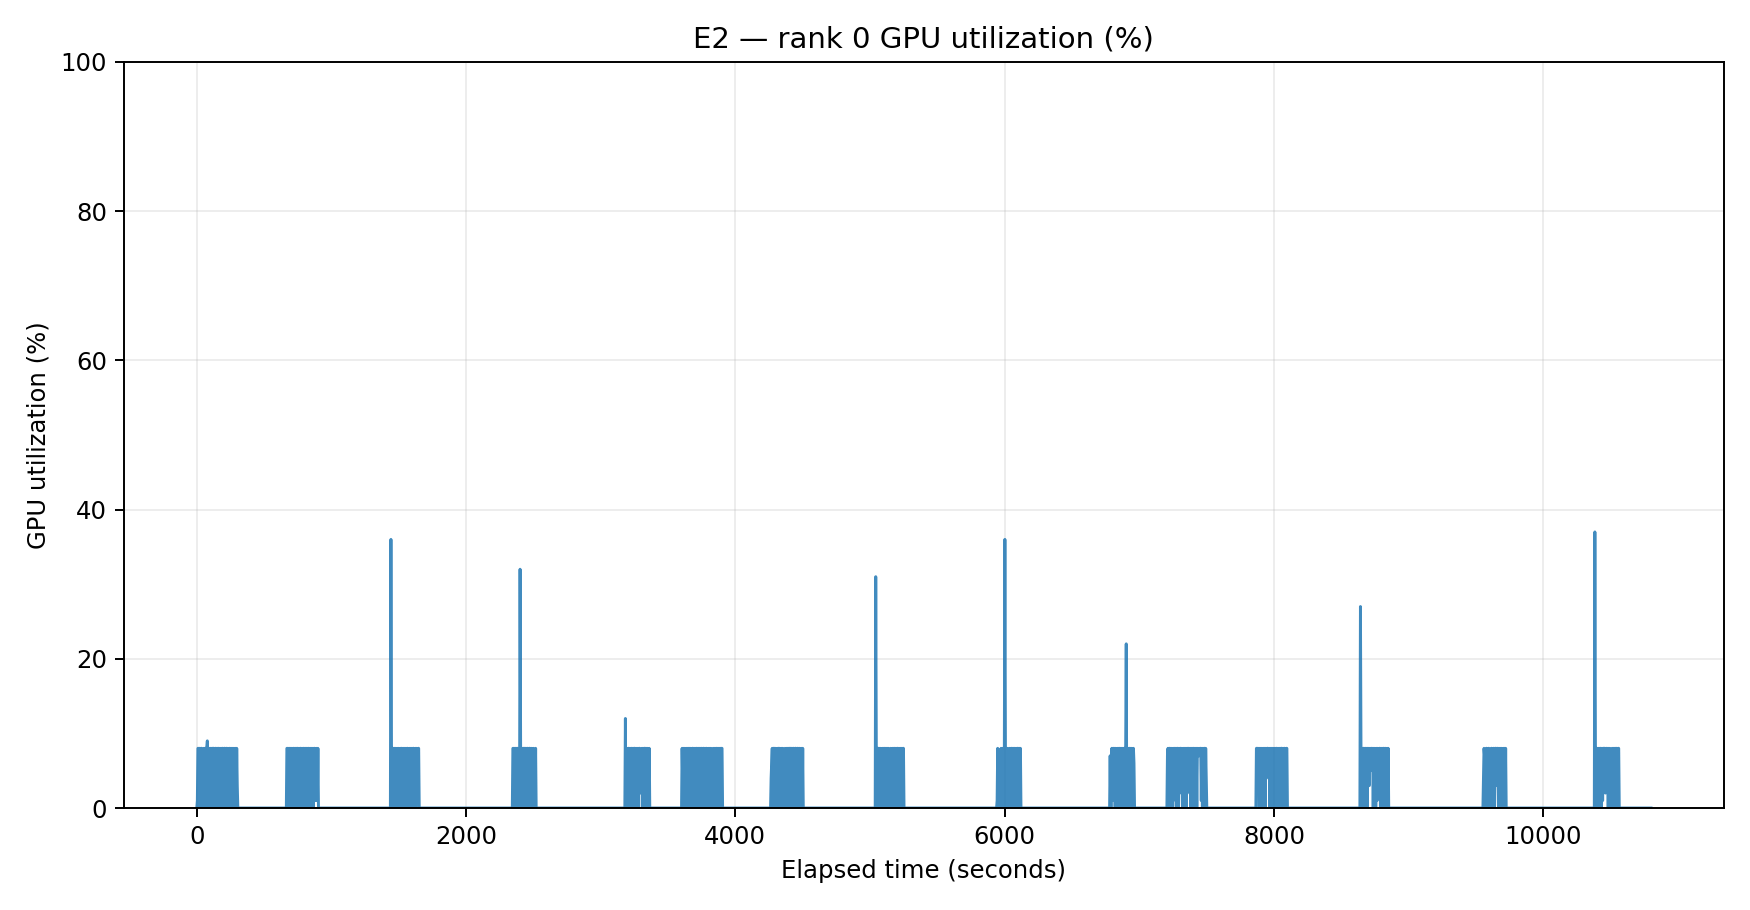 E2 — rank 0 GPU utilization (%)
100
80
60
40
20
0
GPU utilization (%)
0 2000 4000 6000 8000 10000
Elapsed time (seconds)